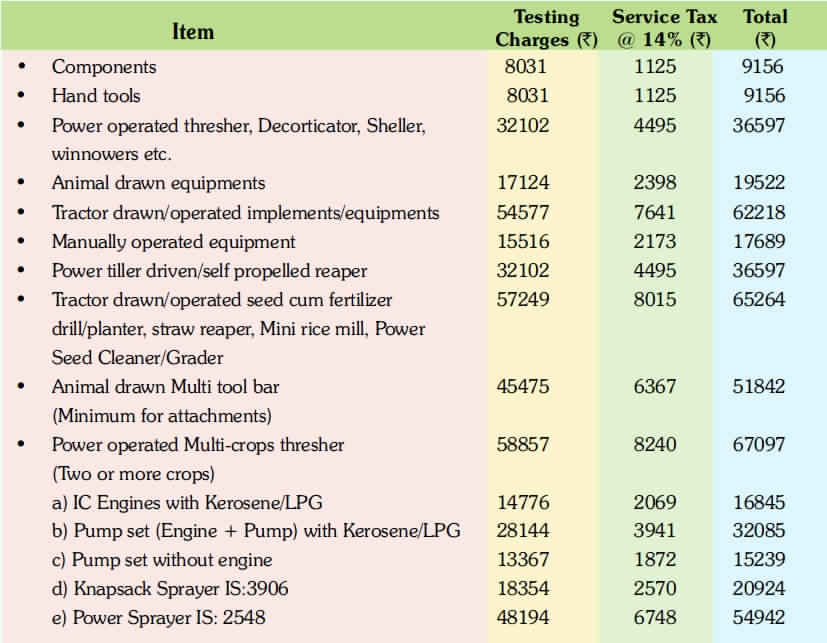 Item Testing Charges (₹) Service Tax @ 14% (₹) Total (₹)
• Components 8031 1125 9156
• Hand tools 8031 1125 9156
• Power operated thresher, Decorticator, Sheller, 32102 4495 36597
winnowers etc.
• Animal drawn equipments 17124 2398 19522
• Tractor drawn/operated implements/equipments 54577 7641 62218
• Manually operated equipment 15516 2173 17689
• Power tiller driven/self propelled reaper 32102 4495 36597
• Tractor drawn/operated seed cum fertilizer 57249 8015 65264
drill/planter, straw reaper, Mini rice mill, Power
Seed Cleaner/Grader
• Animal drawn Multi tool bar 45475 6367 51842
(Minimum for attachments)
• Power operated Multi-crops thresher 58857 8240 67097
(Two or more crops)
a) IC Engines with Kerosene/LPG 14776 2069 16845
b) Pump set (Engine + Pump) with Kerosene/LPG 28144 3941 32085
c) Pump set without engine 13367 1872 15239
d) Knapsack Sprayer IS:3906 18354 2570 20924
e) Power Sprayer IS: 2548 48194 6748 54942